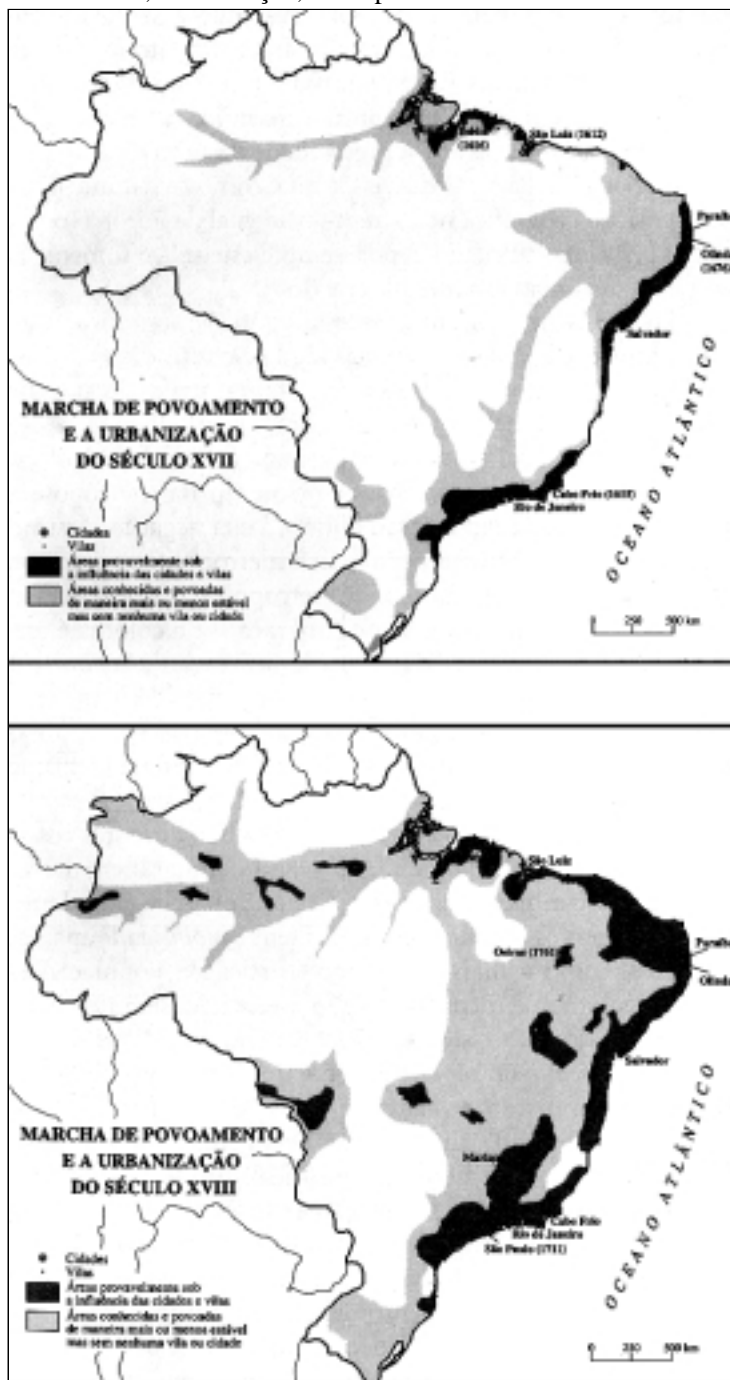 São Luís (1612)
Paraíba
Olinda
(1676)
Salvador
OCEANO ATLÂNTICO
MARCHA DE POVOAMENTO
E A URBANIZAÇÃO
DO SÉCULO XVII
Cabo Frio (1615)
Rio de Janeiro
Cidades
Vilas
Áreas provavelmente sob
a influência das cidades e vilas
Áreas conhecidas e povoadas
de maneira mais ou menos estável
mas sem nenhuma vila ou cidade
0 250 500 km
São Luís
Paraíba
Olinda
Salvador
OCEANO ATLÂNTICO
MARCHA DE POVOAMENTO
E A URBANIZAÇÃO
DO SÉCULO XVIII
Cabo Frio
Rio de Janeiro
São Paulo (1711)
Cidades
Vilas
Áreas provavelmente sob
a influência das cidades e vilas
Áreas conhecidas e povoadas
de maneira mais ou menos estável
mas sem nenhuma vila ou cidade
0 250 500 km